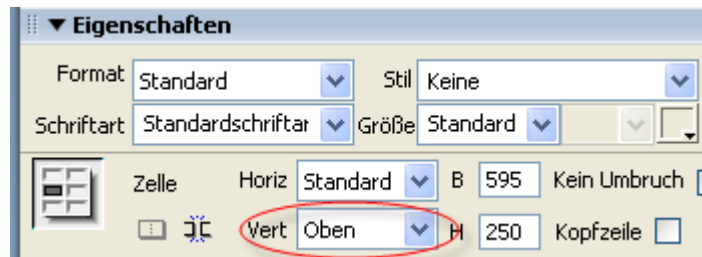 Eigenschaften
Format Standard Stil Keine
Schriftart Standardschriftar Größe Standard
Zelle Horiz Standard B 595 Kein Umbruch
Vert Oben H 250 Kopfzeile